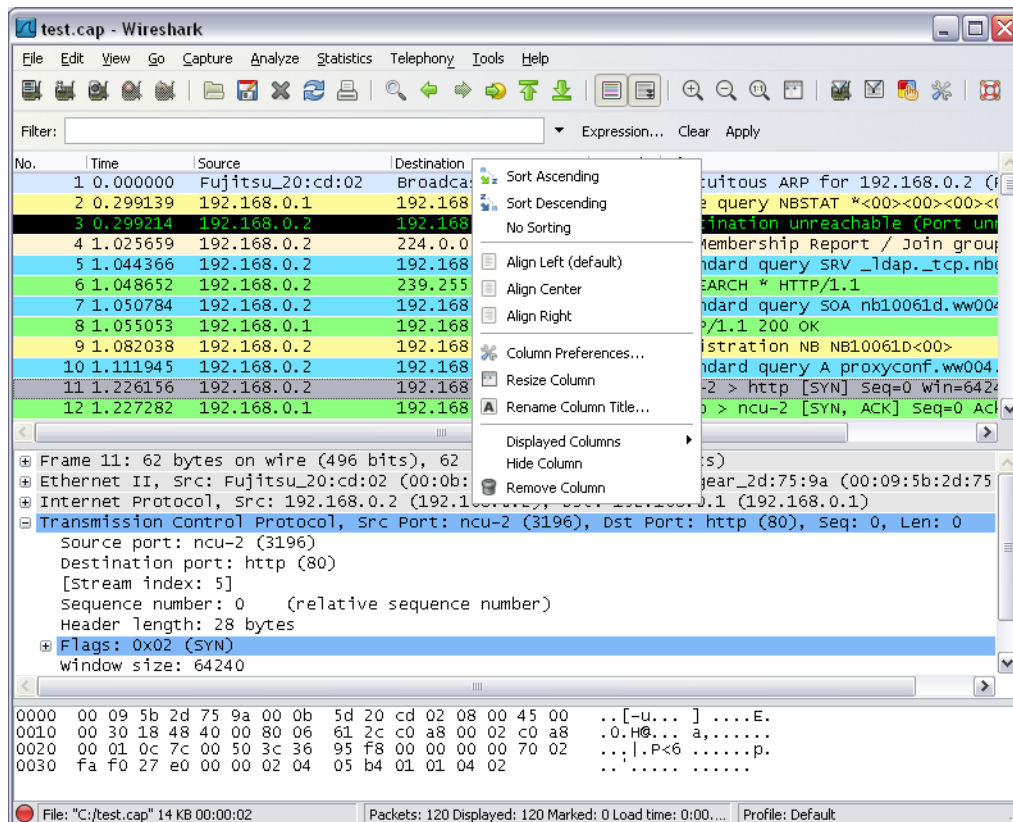 test.cap - Wireshark
File Edit View Go Capture Analyze Statistics Telephony Tools Help
Filter: Expression... Clear Apply
No. Time Source Destination
1 0.000000 Fujitsu_20:cd:02 Broadca uitous ARP for 192.168.0.2
2 0.299139 192.168.0.1 192.168 e query NBSTAT *<00><00><00><
3 0.299214 192.168.0.2 192.168 ination unreachable (Port un
4 1.025659 192.168.0.2 224.0.0 Membership Report / Join grou
5 1.044366 192.168.0.2 192.168 ndard query SRV _ldap._tcp.nb
6 1.048652 192.168.0.2 239.255 EARCH * HTTP/1.1
7 1.050784 192.168.0.2 192.168 ndard query SOA nb10061d.ww004
8 1.055053 192.168.0.1 192.168 P/1.1 200 OK
9 1.082038 192.168.0.2 192.168 istration NB NB10061D<00>
10 1.111945 192.168.0.2 192.168 ndard query A proxyconf.ww004.
11 1.226156 192.168.0.2 192.168 -2 > http [SYN] Seq=0 Win=642
12 1.227282 192.168.0.1 192.168 > ncu-2 [SYN, ACK] Seq=0 Ac
Sort Ascending
Sort Descending
No Sorting
Align Left (default)
Align Center
Align Right
Column Preferences...
Resize Column
Rename Column Title...
Displayed Columns
Hide Column
Remove Column
Frame 11: 62 bytes on wire (496 bits), 62 s)
Ethernet II, Src: Fujitsu_20:cd:02 (00:0b: gear_2d:75:9a (00:09:5b:2d:75
Internet Protocol, Src: 192.168.0.2 (192.168.0.2), Dst: 192.168.0.1 (192.168.0.1)
Transmission Control Protocol, Src Port: ncu-2 (3196), Dst Port: http (80), Seq: 0, Len: 0
Source port: ncu-2 (3196)
Destination port: http (80)
[Stream index: 5]
Sequence number: 0 (relative sequence number)
Header length: 28 bytes
Flags: 0x02 (SYN)
Window size: 64240
0000 00 09 5b 2d 75 9a 00 0b 5d 20 cd 02 08 00 45 00 ..[-u... ] ....E.
0010 00 30 18 48 40 00 80 06 61 2c c0 a8 00 02 c0 a8 .0.H@... a,......
0020 00 01 0c 7c 00 50 3c 36 95 f8 00 00 00 00 70 02 ...|.P<6 ......p.
0030 fa f0 27 e0 00 00 02 04 05 b4 01 01 04 02 ..'..... ......
File: "C:/test.cap" 14 KB 00:00:02 Packets: 120 Displayed: 120 Marked: 0 Load time: 0:00.... Profile: Default